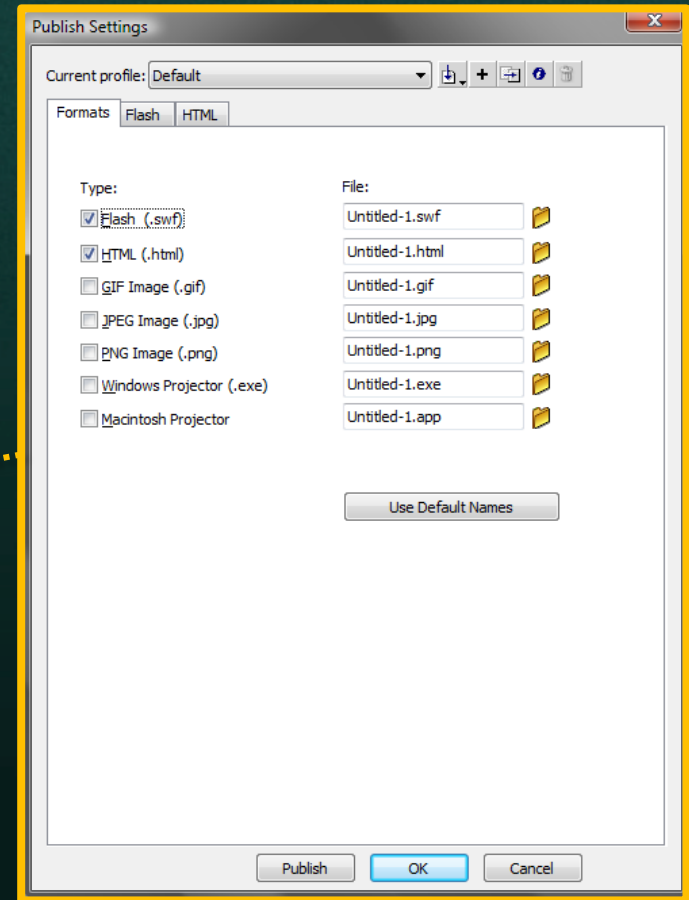 Publish Settings
Current profile: Default
Formats Flash HTML
Type: File:
Flash (.swf) Untitled-1.swf
HTML (.html) Untitled-1.html
GIF Image (.gif) Untitled-1.gif
JPEG Image (.jpg) Untitled-1.jpg
PNG Image (.png) Untitled-1.png
Windows Projector (.exe) Untitled-1.exe
Macintosh Projector Untitled-1.app
Use Default Names
Publish OK Cancel